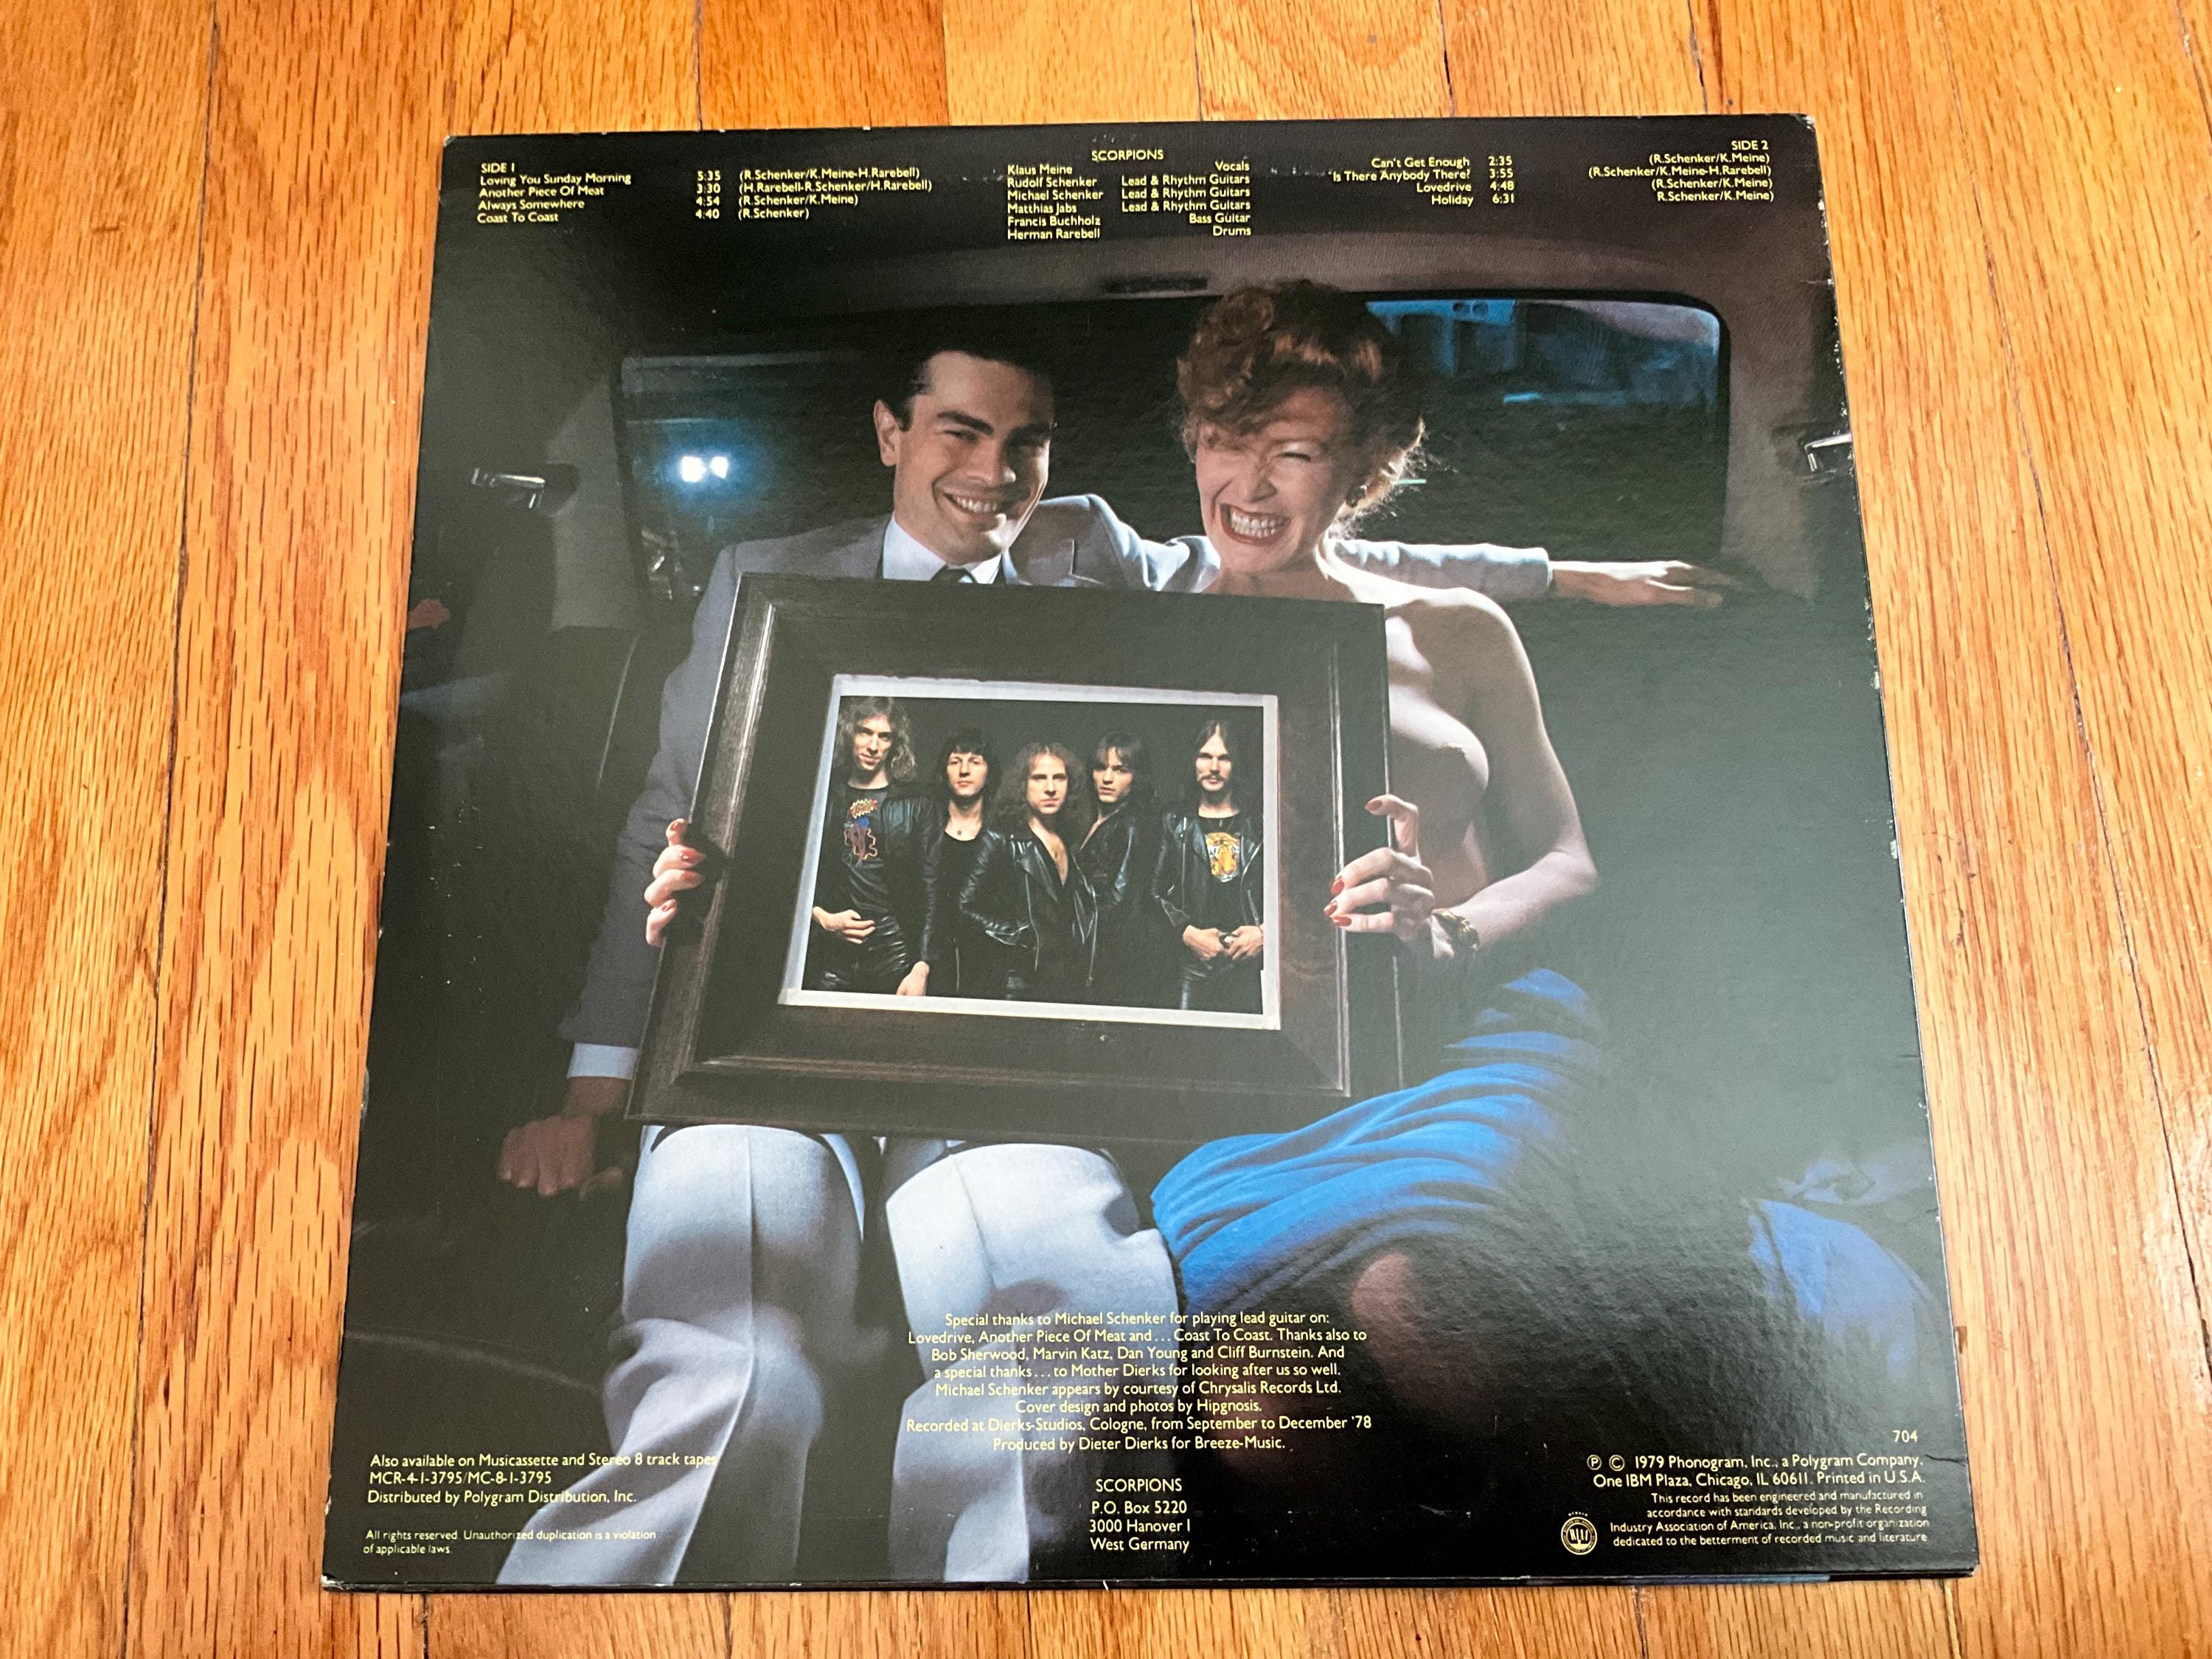 SIDE 1
Loving You Sunday Morning 5:35 (R.Schenker/K.Meine-H.Rarebell)
Another Piece Of Meat 3:30 (H.Rarebell-R.Schenker/H.Rarebell)
Always Somewhere 4:54 (R.Schenker/K.Meine)
Coast To Coast 4:40 (R.Schenker)
SCORPIONS
Klaus Meine Vocals
Rudolf Schenker Lead & Rhythm Guitars
Michael Schenker Lead & Rhythm Guitars
Matthias Jabs Lead & Rhythm Guitars
Francis Buchholz Bass Guitar
Herman Rarebell Drums
SIDE 2
Can't Get Enough 2:35 (R.Schenker/K.Meine)
Is There Anybody There? 3:55 (R.Schenker/K.Meine-H.Rarebell)
Lovedrive 4:48 (R.Schenker/K.Meine)
Holiday 6:31 R.Schenker/K.Meine)
Special thanks to Michael Schenker for playing lead guitar on:
Lovedrive, Another Piece Of Meat and... Coast To Coast. Thanks also to
Bob Sherwood, Marvin Katz, Dan Young and Cliff Burnstein. And
a special thanks... to Mother Dierks for looking after us so well.
Michael Schenker appears by courtesy of Chrysalis Records Ltd.
Cover design and photos by Hipgnosis.
Recorded at Dierks-Studios, Cologne, from September to December '78
Produced by Dieter Dierks for Breeze-Music.
SCORPIONS
P.O. Box 5220
3000 Hanover 1
West Germany
Also available on Musicassette and Stereo 8 track tapes
MCR-4-1-3795/MC-8-1-3795
Distributed by Polygram Distribution, Inc.
All rights reserved. Unauthorized duplication is a violation
of applicable laws.
704
℗ © 1979 Phonogram, Inc., a Polygram Company,
One IBM Plaza, Chicago, IL 60611. Printed in U.S.A.
This record has been engineered and manufactured in
accordance with standards developed by the Recording
Industry Association of America, Inc., a non-profit organization
dedicated to the betterment of recorded music and literature